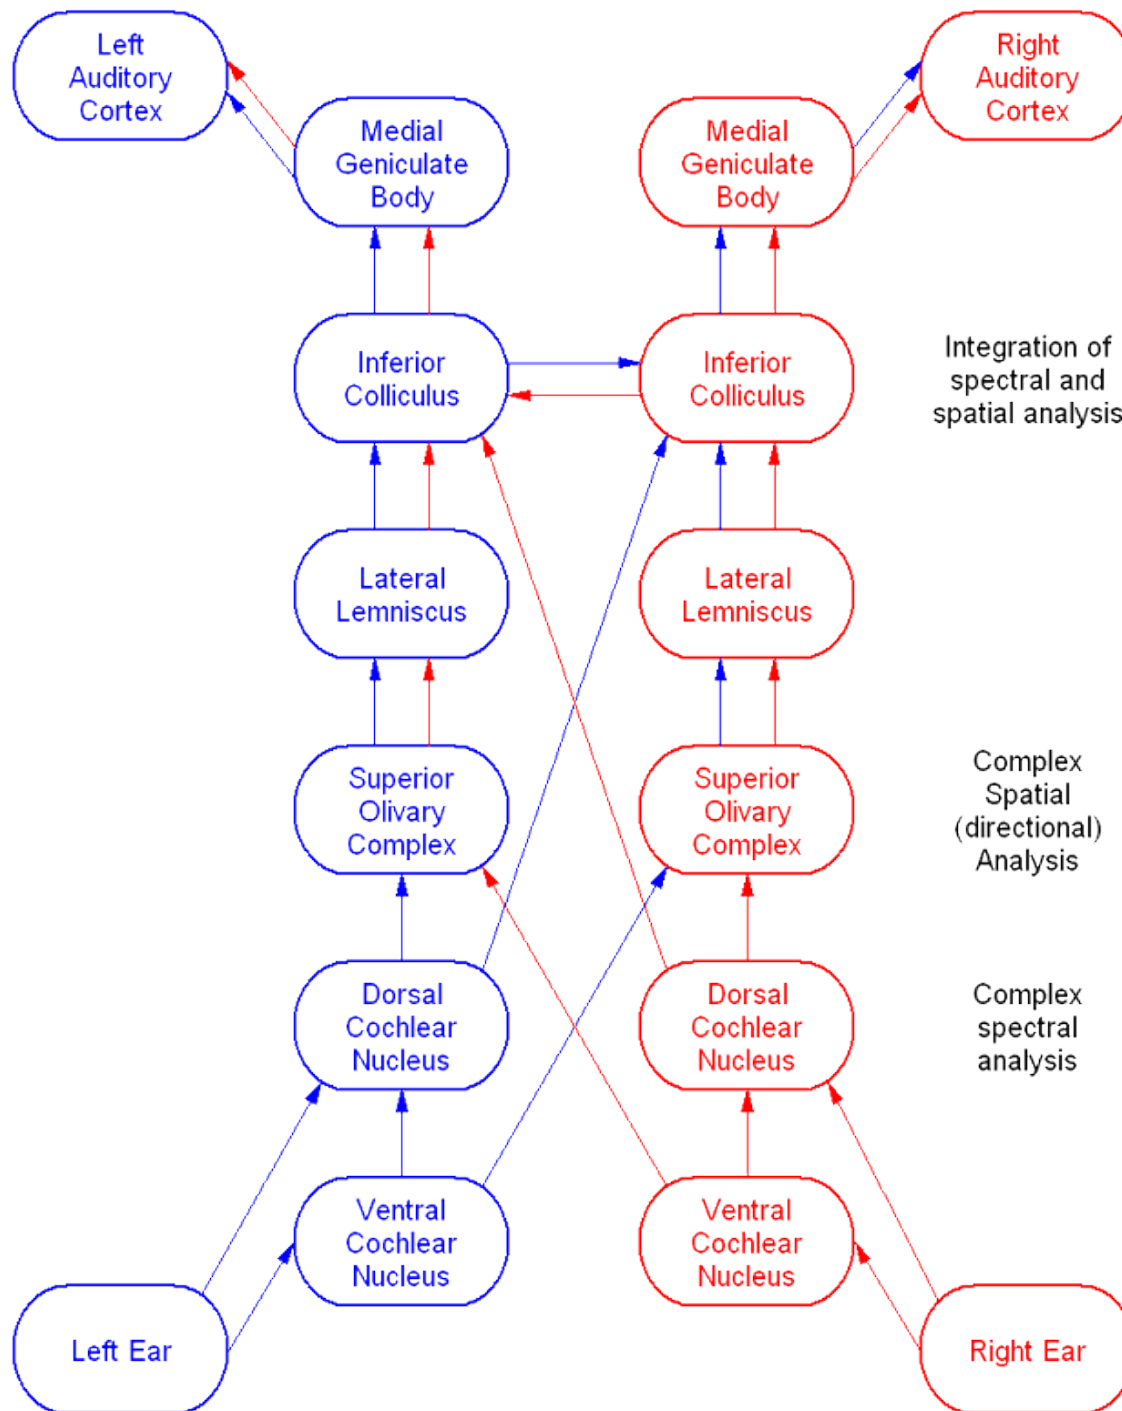 Left
Auditory
Cortex
Right
Auditory
Cortex
Medial
Geniculate
Body
Medial
Geniculate
Body
Inferior
Colliculus
Inferior
Colliculus
Integration of
spectral and
spatial analysis
Lateral
Lemniscus
Lateral
Lemniscus
Superior
Olivary
Complex
Superior
Olivary
Complex
Complex
Spatial
(directional)
Analysis
Dorsal
Cochlear
Nucleus
Dorsal
Cochlear
Nucleus
Complex
spectral
analysis
Ventral
Cochlear
Nucleus
Ventral
Cochlear
Nucleus
Left Ear
Right Ear